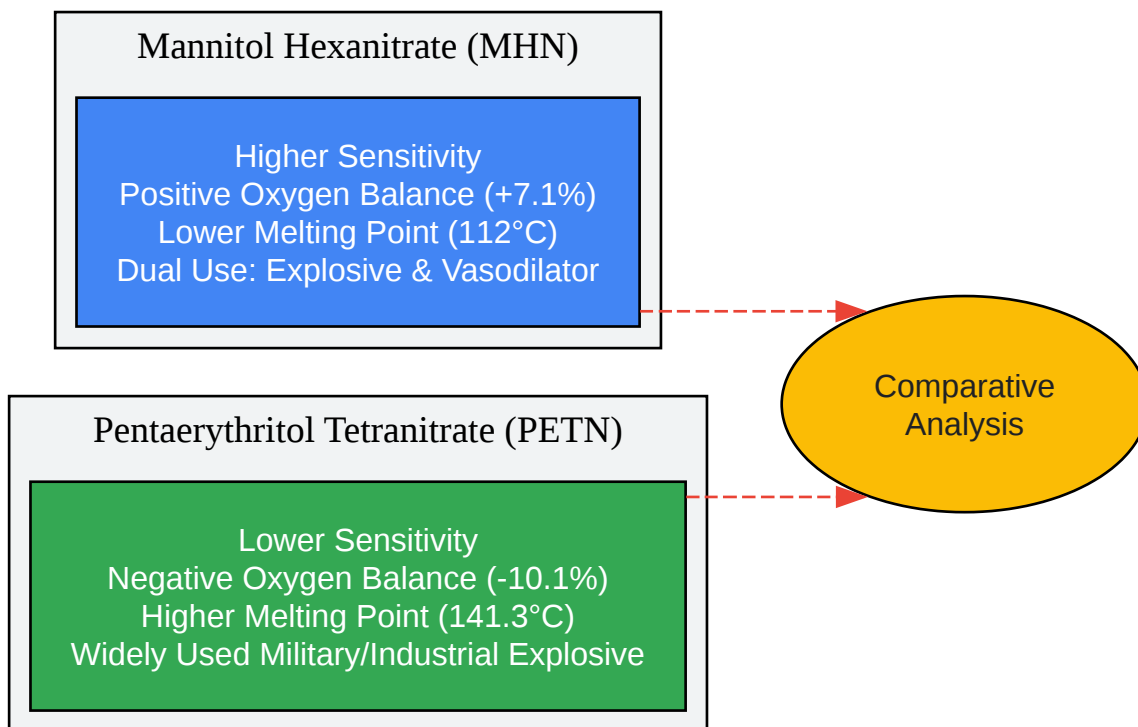 Mannitol Hexanitrate (MHN)
Higher Sensitivity
Positive Oxygen Balance (+7.1%)
Lower Melting Point (112°C)
Dual Use: Explosive & Vasodilator
Comparative
Analysis
Pentaerythritol Tetranitrate (PETN)
Lower Sensitivity
Negative Oxygen Balance (-10.1%)
Higher Melting Point (141.3°C)
Widely Used Military/Industrial Explosive